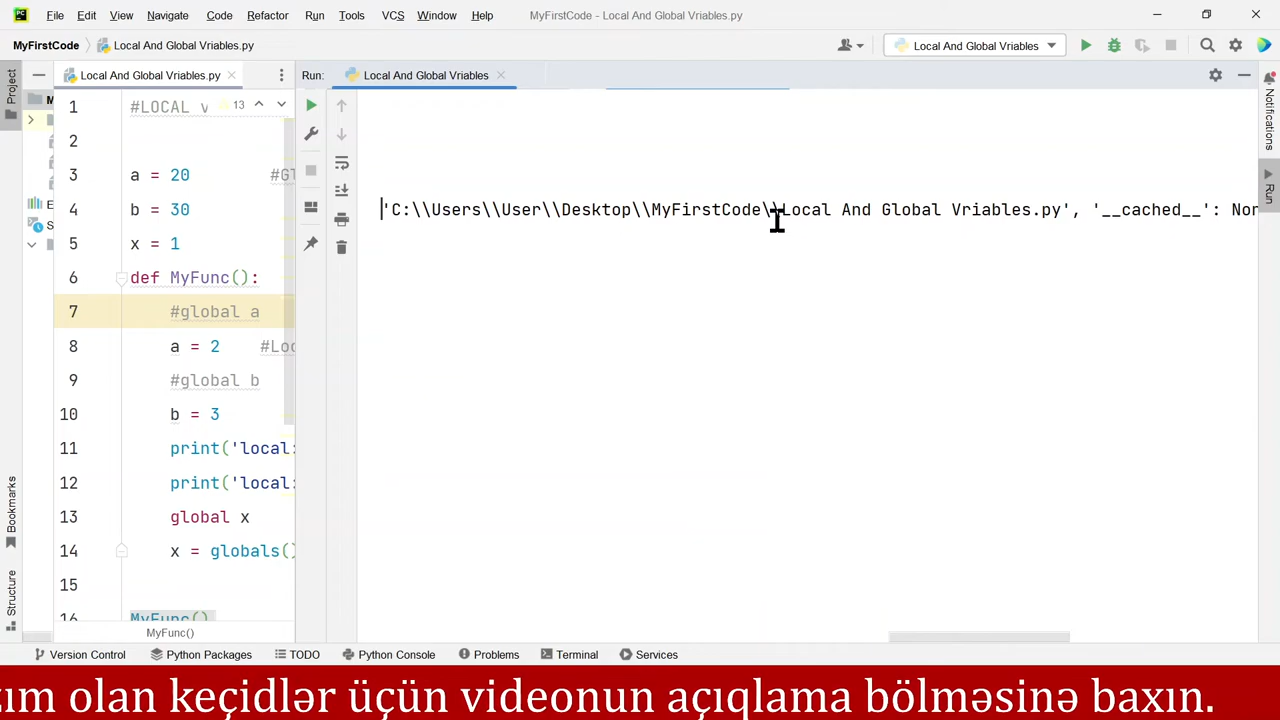 File Edit View Navigate Code Refactor Run Tools VCS Window Help MyFirstCode - Local And Global Vriables.py
MyFirstCode Local And Global Vriables.py Local And Global Vriables
Project
Local And Global Vriables.py
Run: Local And Global Vriables
Notifications
Run
1 #LOCAL v 13
2
3 a = 20 #Gl
4 b = 30
5 x = 1
6 def MyFunc():
7 #global a
8 a = 2 #Loc
9 #global b
10 b = 3
11 print('local:
12 print('local:
13 global x
14 x = globals()
15
16 MyFunc()
MyFunc()
'C:\\Users\\User\\Desktop\\MyFirstCode\\Local And Global Vriables.py', '__cached__': Non
Bookmarks
Structure
Version Control Python Packages TODO Python Console Problems Terminal Services
zım olan keçidlər üçün videonun açıqlama bölməsinə baxın.